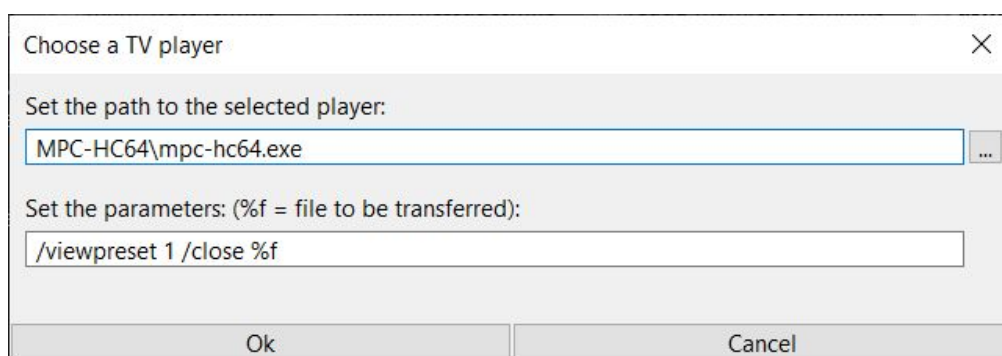 Choose a TV player
Set the path to the selected player:
MPC-HC64\mpc-hc64.exe
...
Set the parameters: (%f = file to be transferred):
/viewpreset 1 /close %f
Ok
Cancel